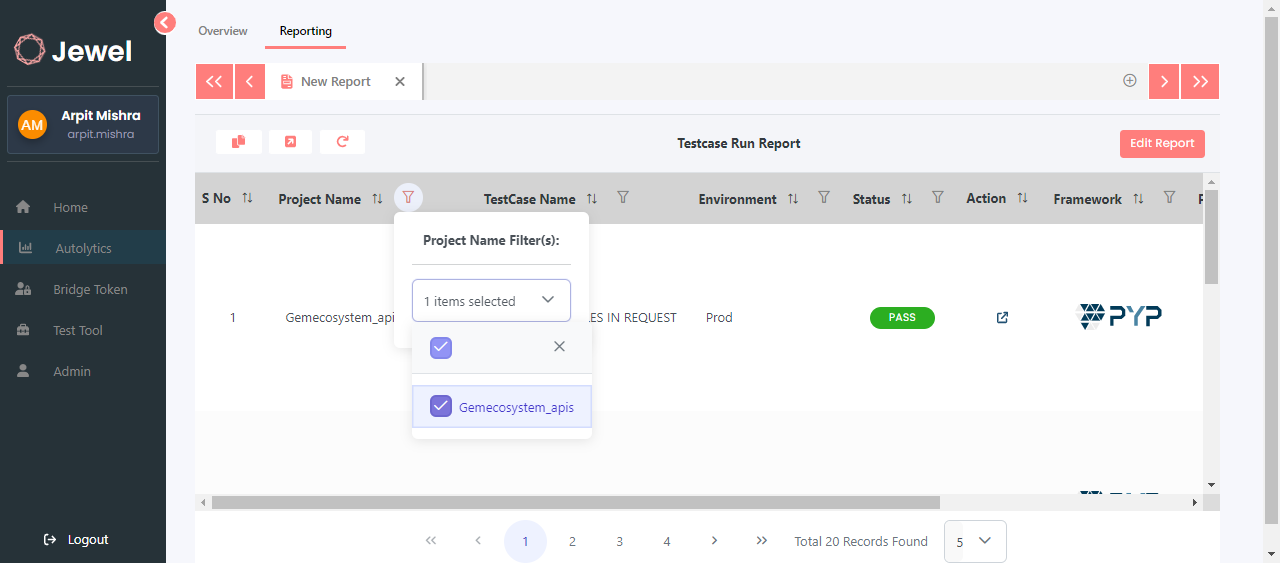 Jewel
AM
Arpit Mishra
arpit.mishra
Home
Autolytics
Bridge Token
Test Tool
Admin
Logout
Overview
Reporting
New Report
Testcase Run Report
Edit Report
S No
Project Name
TestCase Name
Environment
Status
Action
Framework
Project Name Filter(s):
1 items selected
Gemecosystem_apis
1
Gemecosystem_api
ES IN REQUEST
Prod
PASS
PYP
1
2
3
4
Total 20 Records Found
5